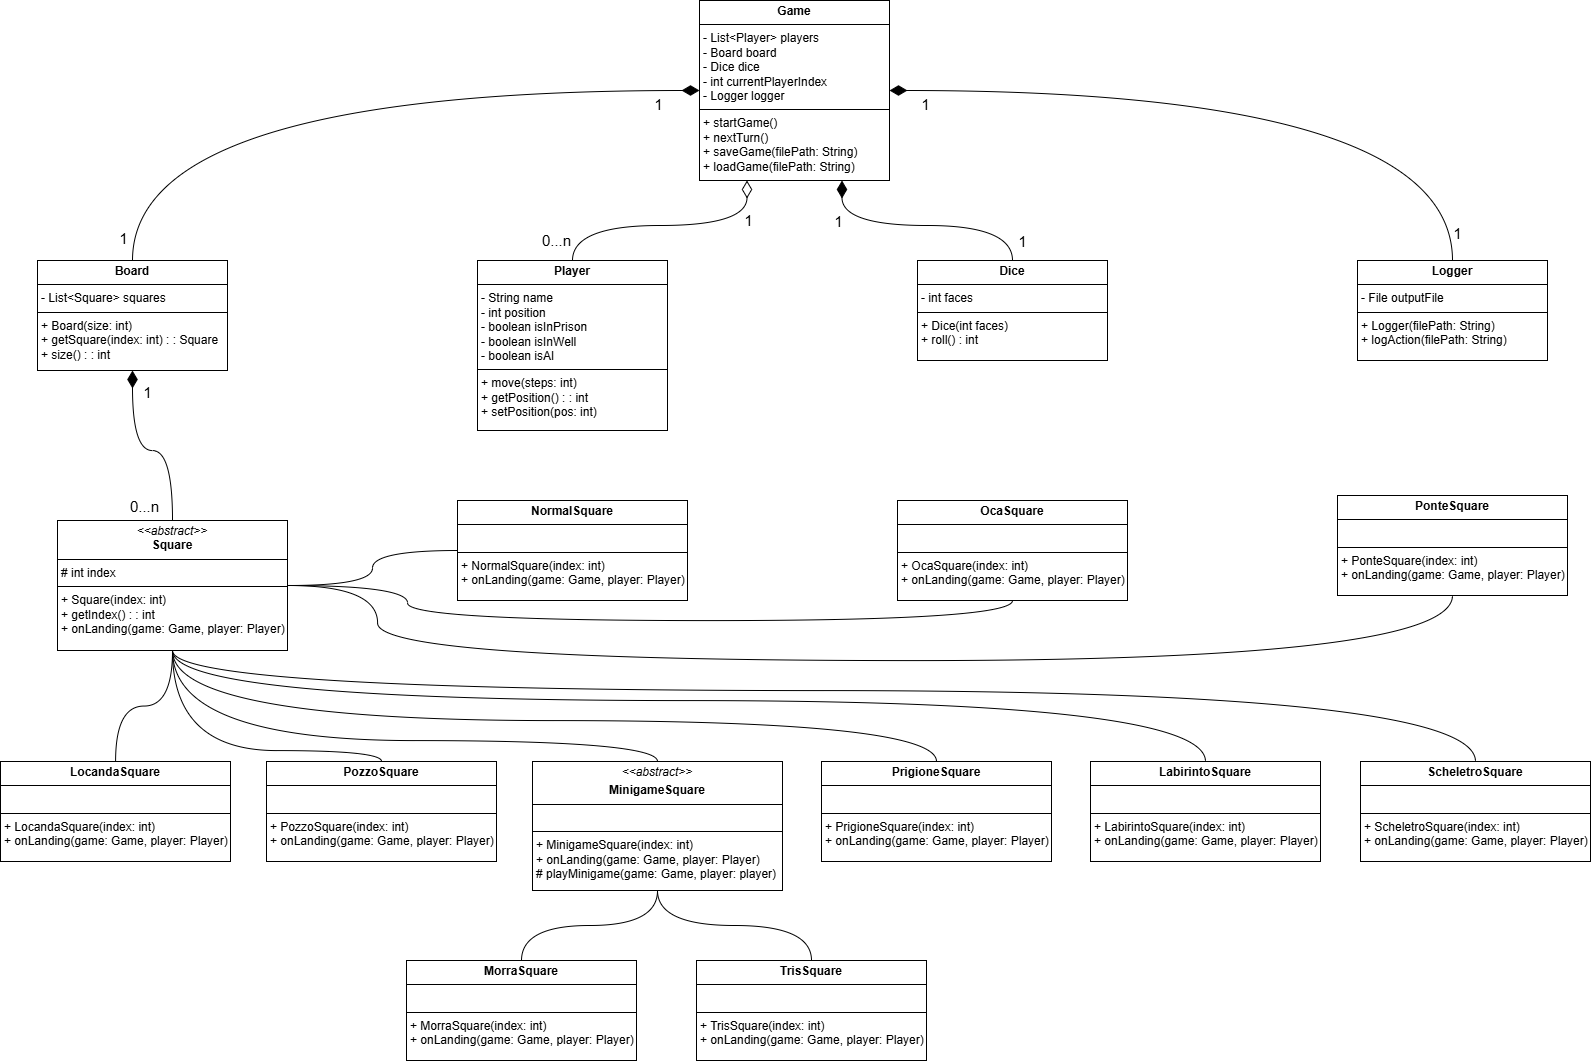 Game
- List<Player> players
- Board board
- Dice dice
- int currentPlayerIndex
- Logger logger
+ startGame()
+ nextTurn()
+ saveGame(filePath: String)
+ loadGame(filePath: String)
1
1
1
1
1
0...n
1
1
Board
- List<Square> squares
+ Board(size: int)
+ getSquare(index: int) : : Square
+ size() : : int
Player
- String name
- int position
- boolean isInPrison
- boolean isInWell
- boolean isAI
+ move(steps: int)
+ getPosition() : : int
+ setPosition(pos: int)
Dice
- int faces
+ Dice(int faces)
+ roll() : int
Logger
- File outputFile
+ Logger(filePath: String)
+ logAction(filePath: String)
1
0...n
<<abstract>>
Square
# int index
+ Square(index: int)
+ getIndex() : : int
+ onLanding(game: Game, player: Player)
NormalSquare
+ NormalSquare(index: int)
+ onLanding(game: Game, player: Player)
OcaSquare
+ OcaSquare(index: int)
+ onLanding(game: Game, player: Player)
PonteSquare
+ PonteSquare(index: int)
+ onLanding(game: Game, player: Player)
LocandaSquare
+ LocandaSquare(index: int)
+ onLanding(game: Game, player: Player)
PozzoSquare
+ PozzoSquare(index: int)
+ onLanding(game: Game, player: Player)
<<abstract>>
MinigameSquare
+ MinigameSquare(index: int)
+ onLanding(game: Game, player: Player)
# playMinigame(game: Game, player: player)
PrigioneSquare
+ PrigioneSquare(index: int)
+ onLanding(game: Game, player: Player)
LabirintoSquare
+ LabirintoSquare(index: int)
+ onLanding(game: Game, player: Player)
ScheletroSquare
+ ScheletroSquare(index: int)
+ onLanding(game: Game, player: Player)
MorraSquare
+ MorraSquare(index: int)
+ onLanding(game: Game, player: Player)
TrisSquare
+ TrisSquare(index: int)
+ onLanding(game: Game, player: Player)